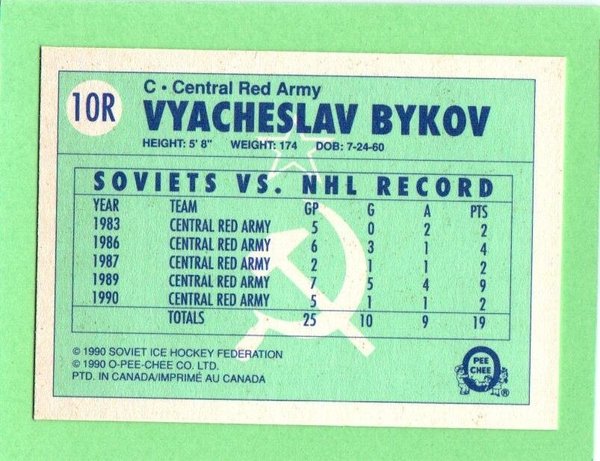 10R
C • Central Red Army
VYACHESLAV BYKOV
HEIGHT: 5' 8" WEIGHT: 174 DOB: 7-24-60
SOVIETS VS. NHL RECORD
YEAR TEAM GP G A PTS
1983 CENTRAL RED ARMY 5 0 2 2
1986 CENTRAL RED ARMY 6 3 1 4
1987 CENTRAL RED ARMY 2 1 1 2
1989 CENTRAL RED ARMY 7 5 4 9
1990 CENTRAL RED ARMY 5 1 1 2
TOTALS 25 10 9 19
© 1990 SOVIET ICE HOCKEY FEDERATION
© 1990 O-PEE-CHEE CO. LTD.
PTD. IN CANADA/IMPRIMÉ AU CANADA
O
PEE
CHEE
®